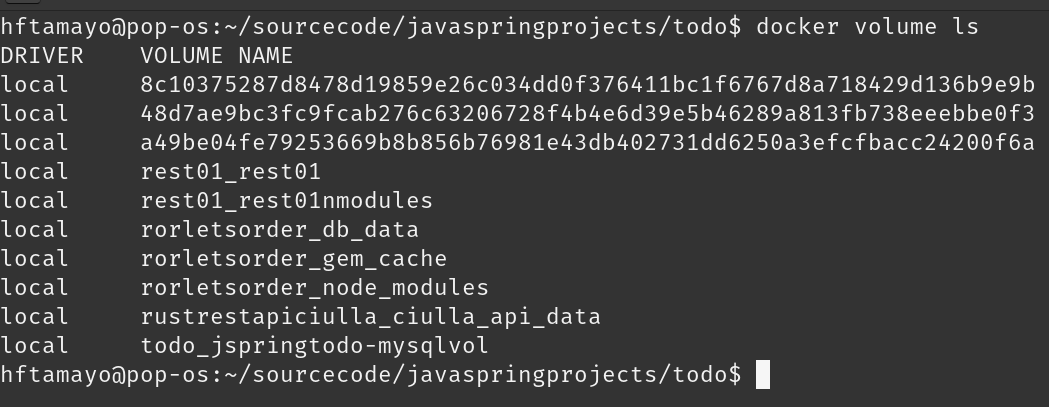 hftamayo@pop-os:~/sourcecode/javaspringprojects/todo$ docker volume ls
DRIVER    VOLUME NAME
local     8c10375287d8478d19859e26c034dd0f376411bc1f6767d8a718429d136b9e9b
local     48d7ae9bc3fc9fcab276c63206728f4b4e6d39e5b46289a813fb738eeebbe0f3
local     a49be04fe79253669b8b856b76981e43db402731dd6250a3efcfbacc24200f6a
local     rest01_rest01
local     rest01_rest01nmodules
local     rorletsorder_db_data
local     rorletsorder_gem_cache
local     rorletsorder_node_modules
local     rustrestapiciulla_ciulla_api_data
local     todo_jspringtodo-mysqlvol
hftamayo@pop-os:~/sourcecode/javaspringprojects/todo$